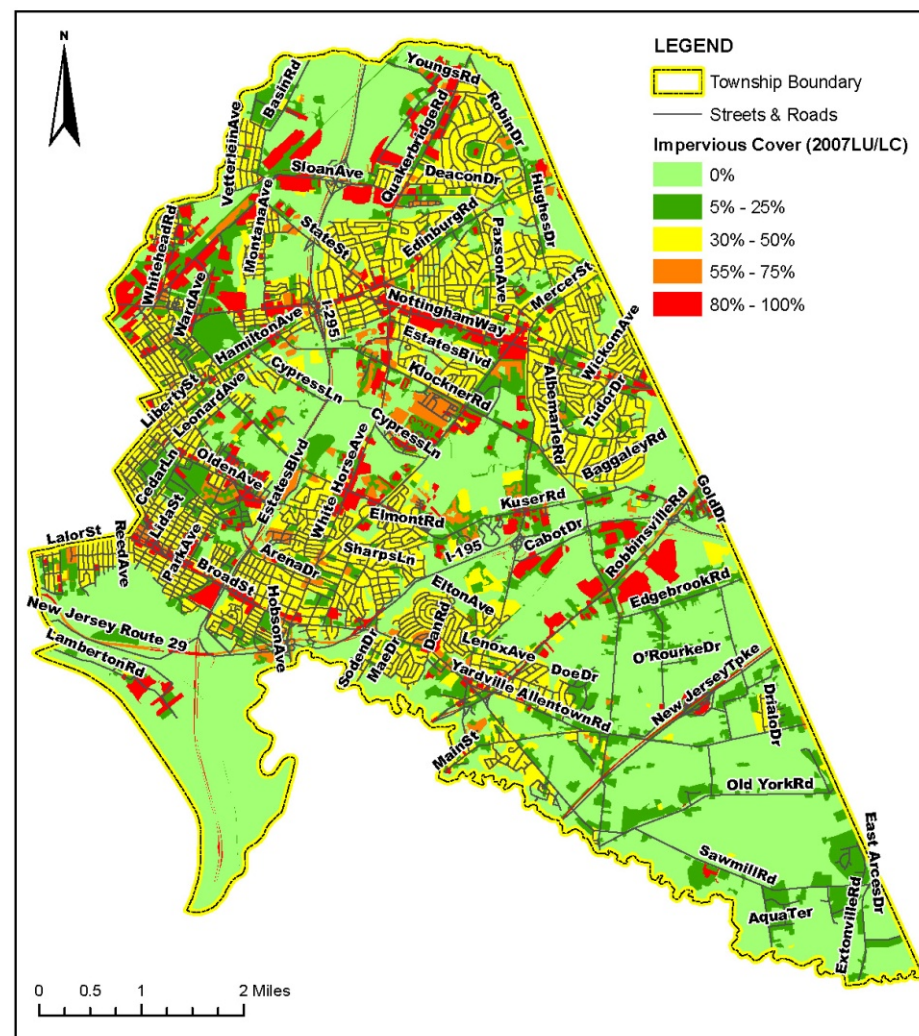 N
LEGEND
Township Boundary
Streets & Roads
Impervious Cover (2007LU/LC)
0%
5% - 25%
30% - 50%
55% - 75%
80% - 100%
YoungsRd
BasinRd
RobinDr
VetterleinAve
QuakerbridgeRd
SloanAve
DeaconDr
HughesDr
WhiteheadRd
MontanaAve
StateSt
EdinburgRd
PaxsonAve
WardAve
MercerSt
I-295
NottinghamWay
WickomAve
HamiltonAve
EstatesBlvd
LibertySt
LeonardAve
CypressLn
KlocknerRd
AlbemarleRd
TudorDr
CypressLn
BaggaleyRd
CedarLn
OldenAve
EstatesBlvd
White HorseAve
GoldDr
LidaSt
ElmontRd
KuserRd
RobbinsvilleRd
LalorSt
ReedAve
ParkAve
ArenaDr
SharpsLn
I-195
CabotDr
BroadSt
EltonAve
EdgebrookRd
New Jersey Route 29
HobsonAve
DanRd
LambertonRd
SodenDr
MaeDr
LenoxAve
DoeDr
O'RourkeDr
Yardville AllentownRd
New JerseyTpke
DrialoDr
MainSt
Old YorkRd
SawmillRd
East ArcesDr
AquaTer
ExtonvilleRd
0 0.5 1 2 Miles